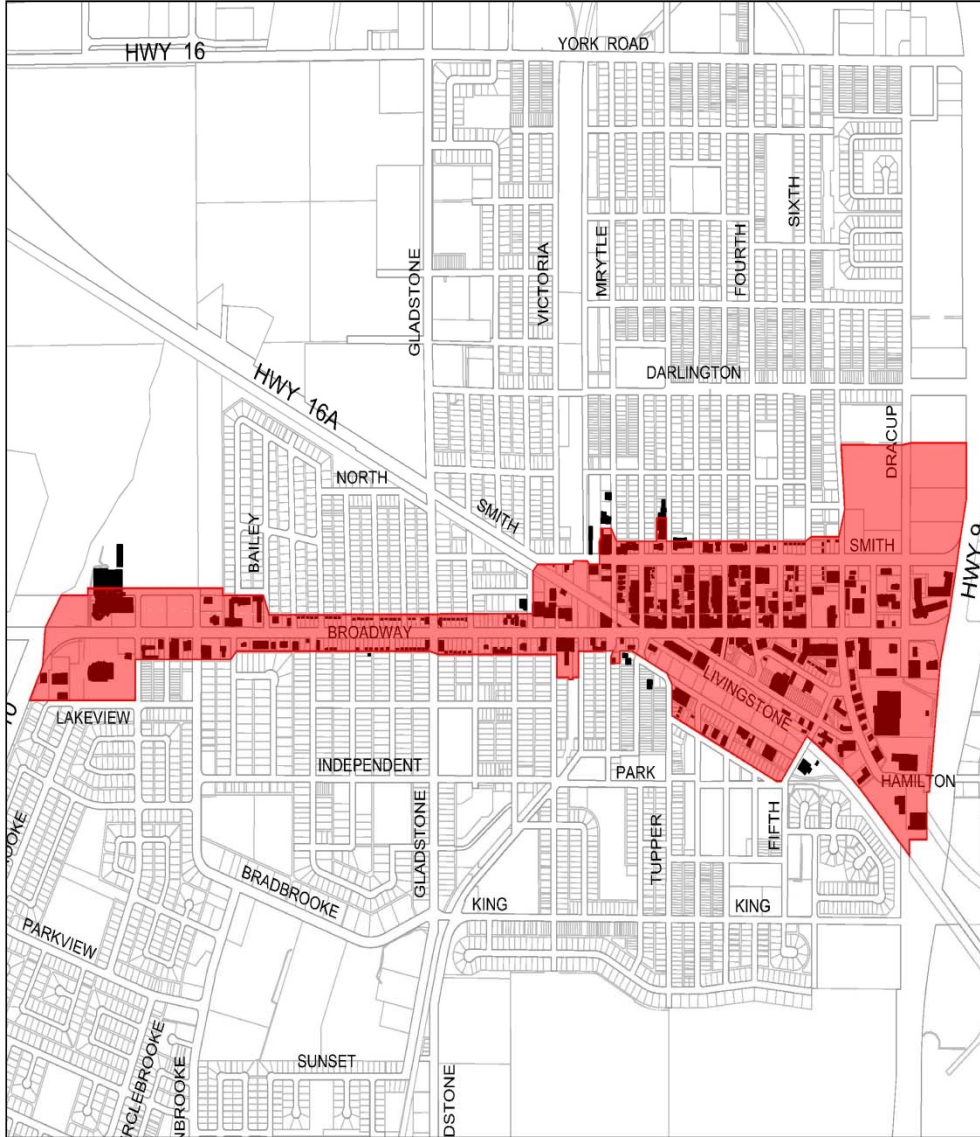 HWY 16
YORK ROAD
SIXTH
GLADSTONE
VICTORIA
MRYTLE
FOURTH
HWY 16A
DARLINGTON
DRACUP
NORTH
SMITH
BAILEY
SMITH
HWY 9
BROADWAY
LIVINGSTONE
LAKEVIEW
INDEPENDENT
PARK
HAMILTON
GLADSTONE
TUPPER
FIFTH
BRADBROOKE
KING
KING
PARKVIEW
SUNSET